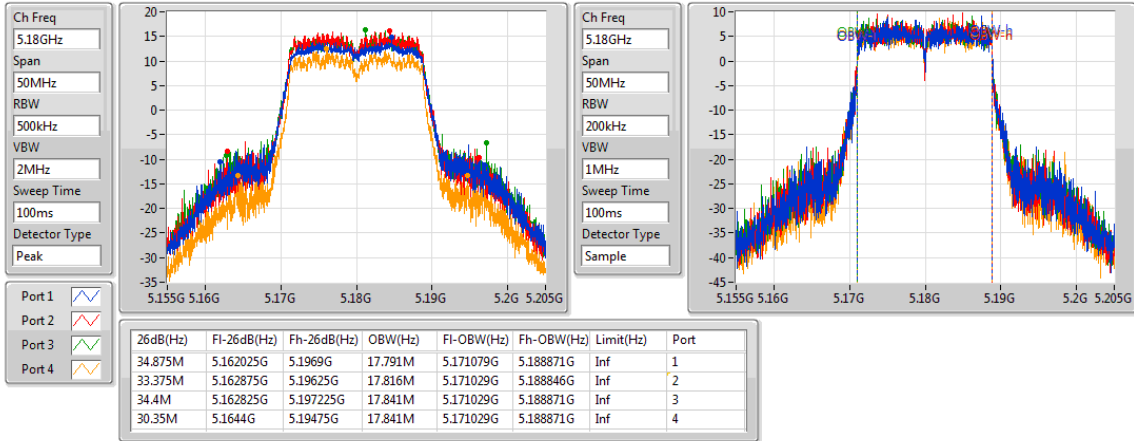 Ch Freq
5.18GHz
Span
50MHz
RBW
500kHz
VBW
2MHz
Sweep Time
100ms
Detector Type
Peak
20
15
10
5
0
-5
-10
-15
-20
-25
-30
-35
5.155G 5.16G 5.17G 5.18G 5.19G 5.2G 5.205G
Ch Freq
5.18GHz
Span
50MHz
RBW
200kHz
VBW
1MHz
Sweep Time
100ms
Detector Type
Sample
10
5
0
-5
-10
-15
-20
-25
-30
-35
-40
-45
5.155G 5.16G 5.17G 5.18G 5.19G 5.2G 5.205G
Port 1
Port 2
Port 3
Port 4
26dB(Hz) Fl-26dB(Hz) Fh-26dB(Hz) OBW(Hz) Fl-OBW(Hz) Fh-OBW(Hz) Limit(Hz) Port
34.875M 5.162025G 5.1969G 17.791M 5.171079G 5.188871G Inf 1
33.375M 5.162875G 5.19625G 17.816M 5.171029G 5.188846G Inf 2
34.4M 5.162825G 5.197225G 17.841M 5.171029G 5.188871G Inf 3
30.35M 5.1644G 5.19475G 17.841M 5.171029G 5.188871G Inf 4